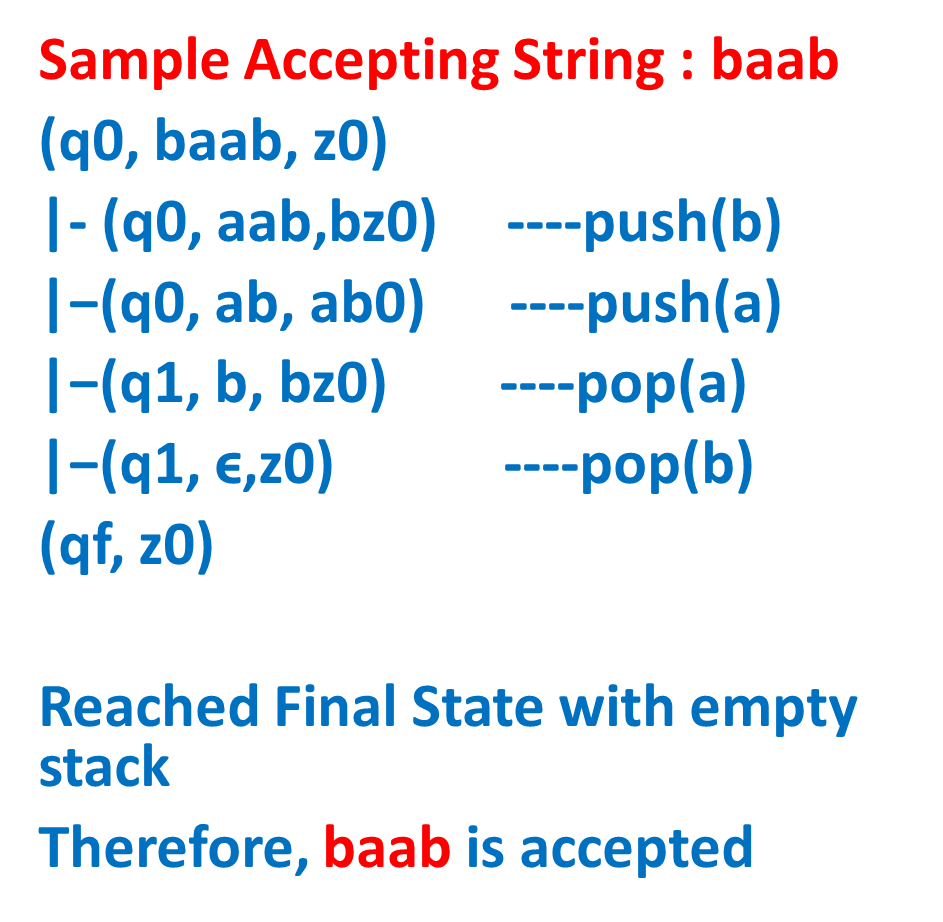 Sample Accepting String : baab
(q0, baab, z0)
|- (q0, aab,bz0) ----push(b)
|−(q0, ab, ab0) ----push(a)
|−(q1, b, bz0) ----pop(a)
|−(q1, ϵ,z0) ----pop(b)
(qf, z0)
Reached Final State with empty
stack
Therefore, baab is accepted